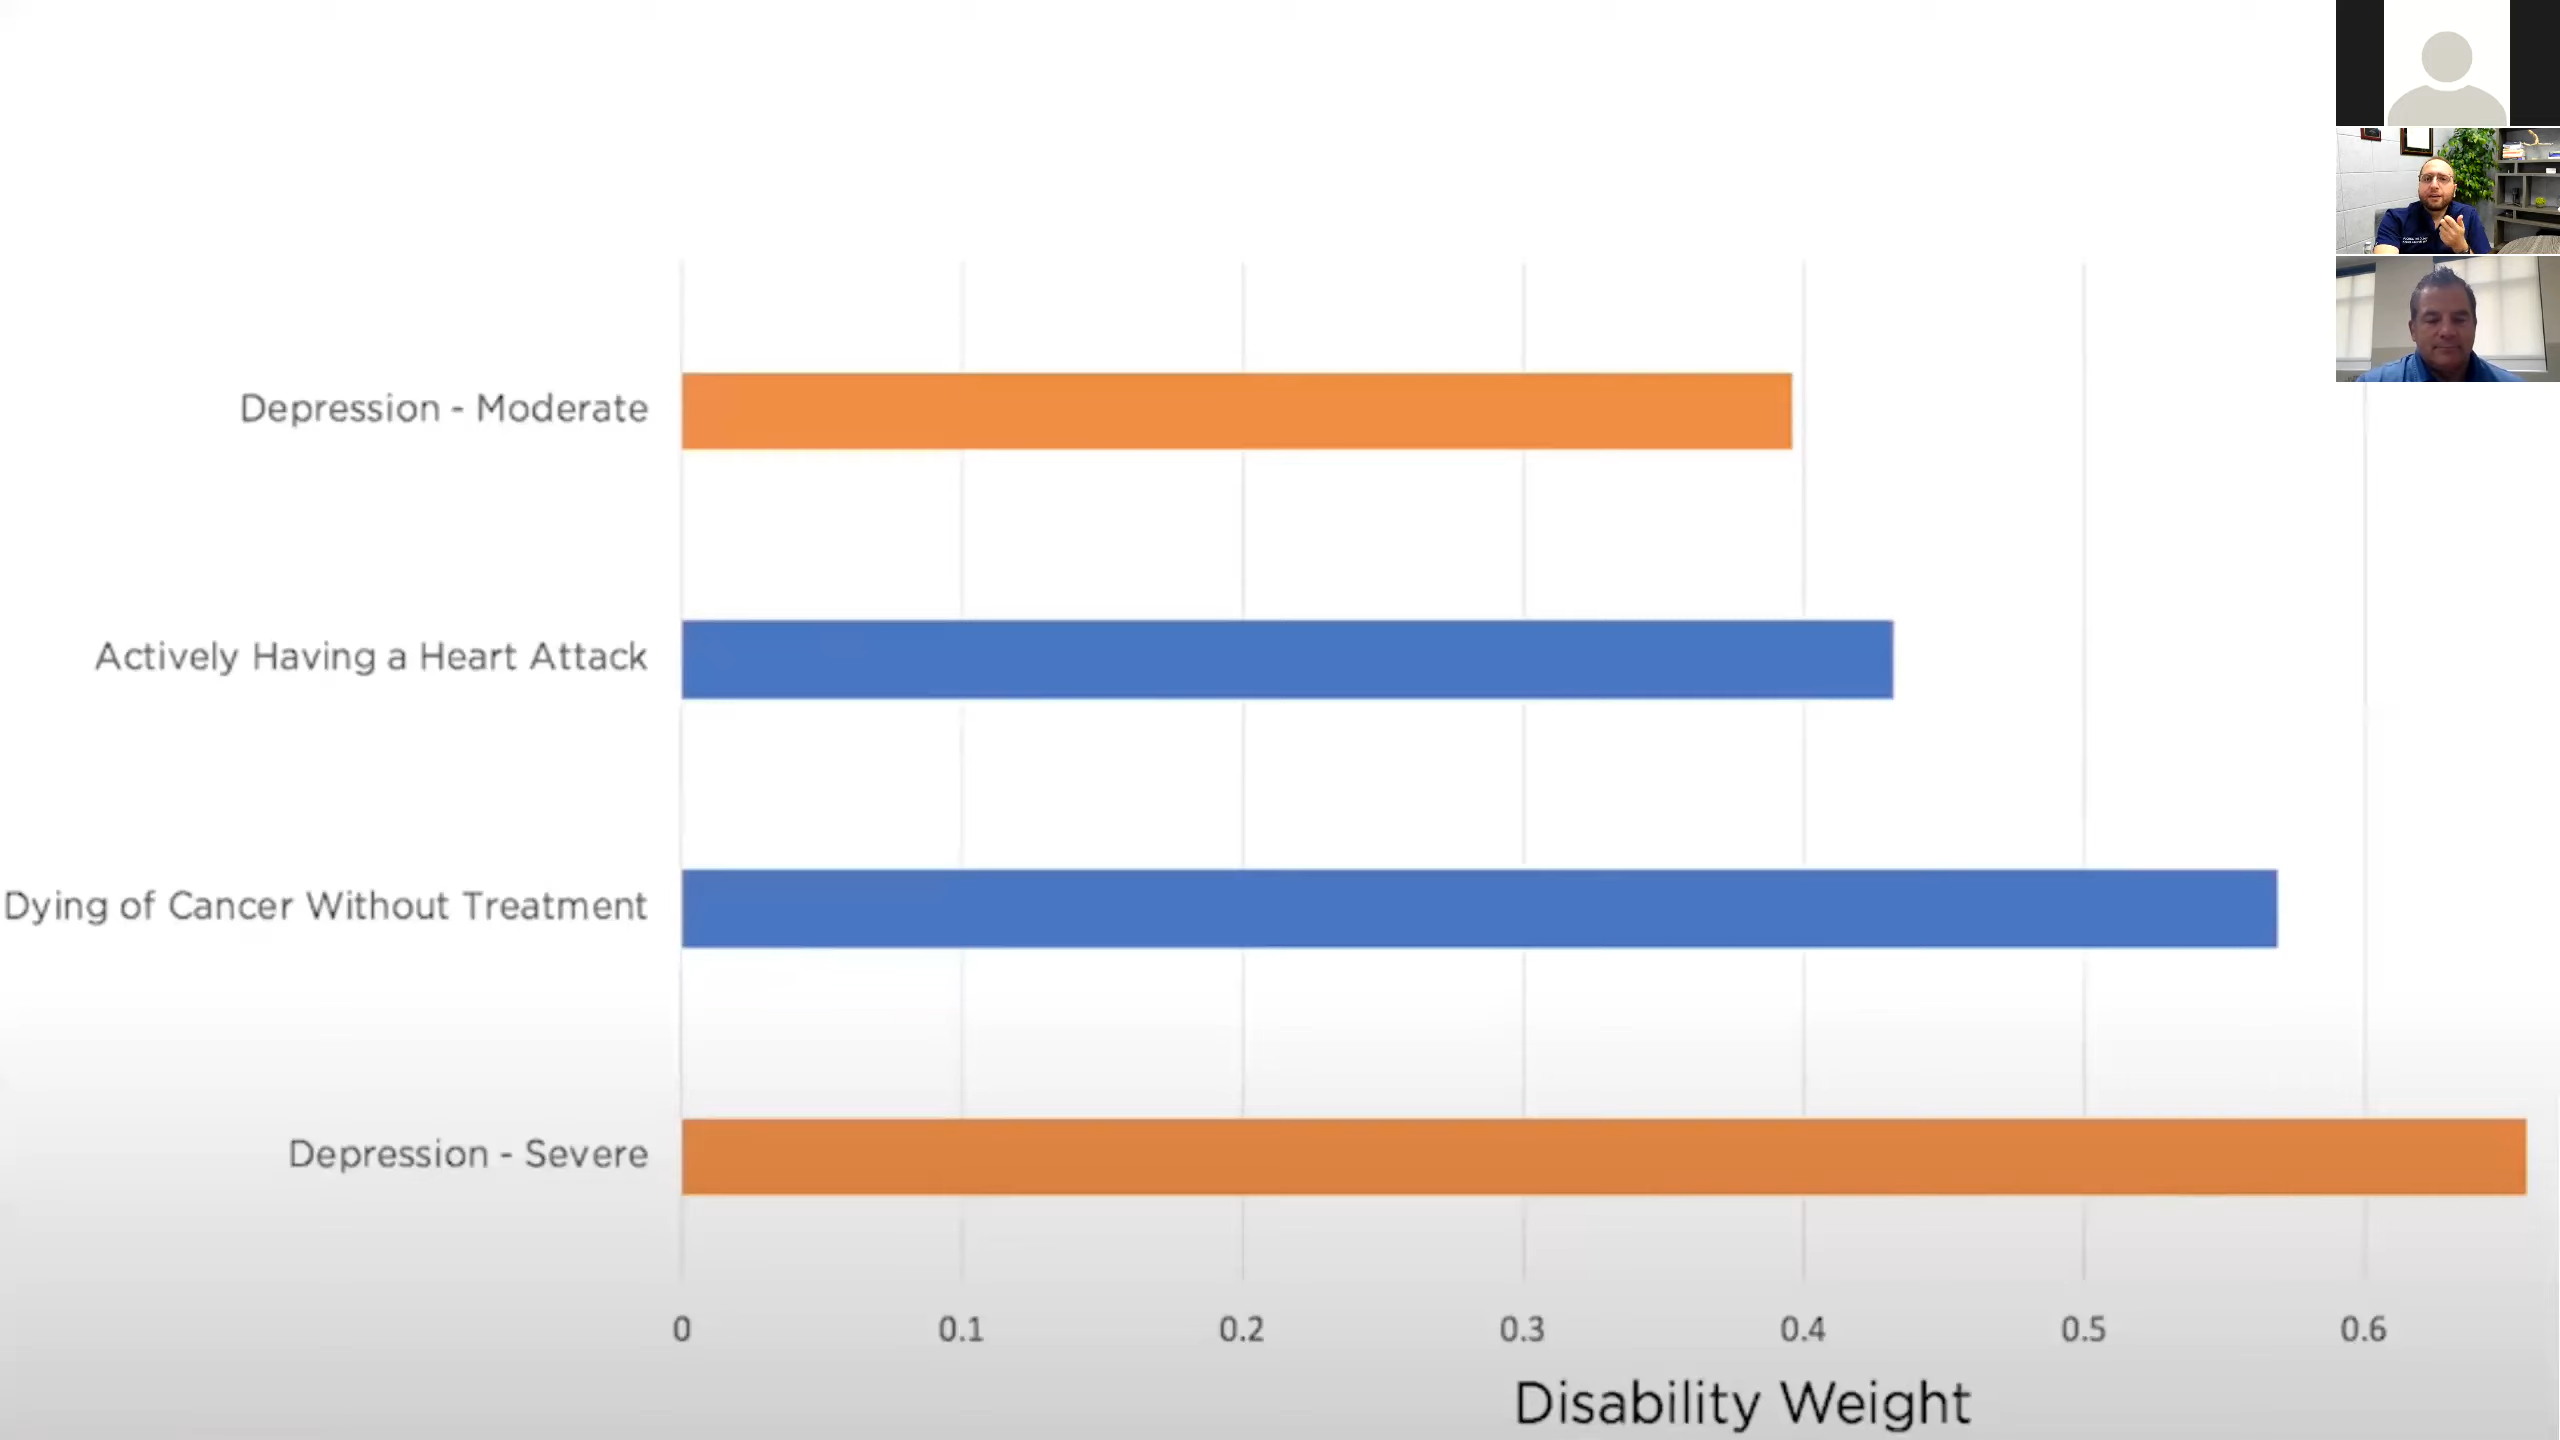 Depression - Moderate
Actively Having a Heart Attack
Dying of Cancer Without Treatment
Depression - Severe
0 0.1 0.2 0.3 0.4 0.5 0.6
Disability Weight